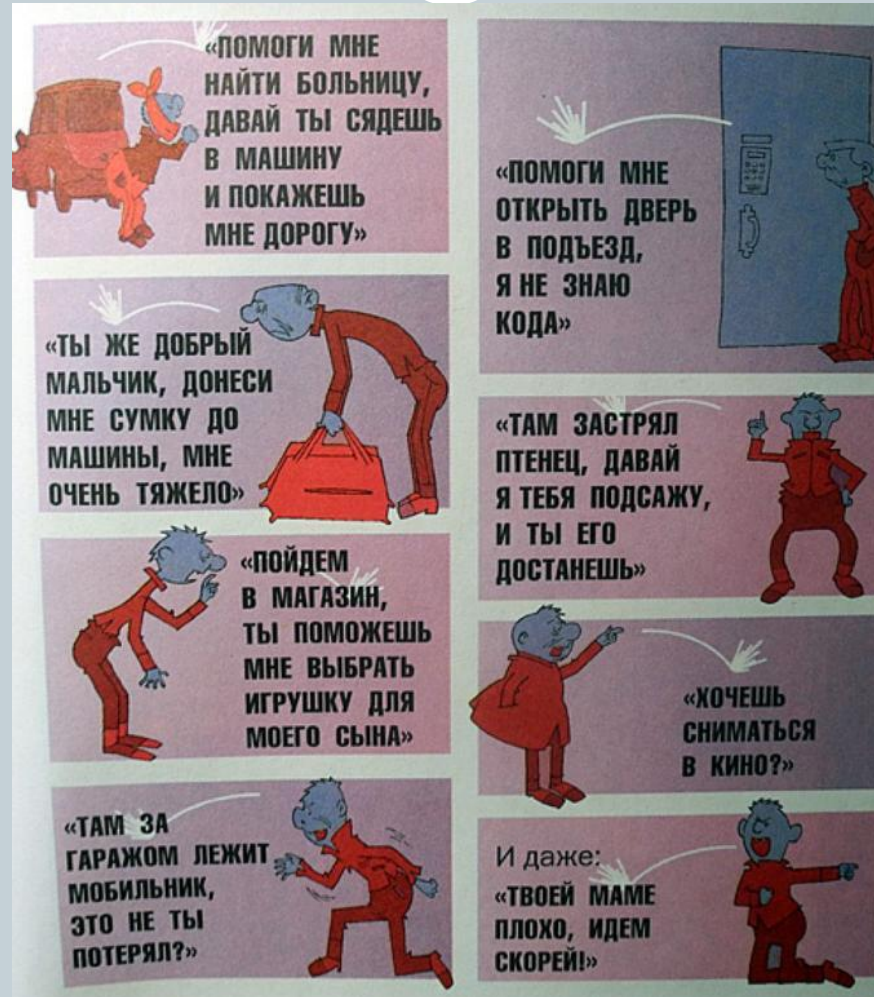 «ПОМОГИ МНЕ
НАЙТИ БОЛЬНИЦУ,
ДАВАЙ ТЫ СЯДЕШЬ
В МАШИНУ
И ПОКАЖЕШЬ
МНЕ ДОРОГУ»
«ТЫ ЖЕ ДОБРЫЙ
МАЛЬЧИК, ДОНЕСИ
МНЕ СУМКУ ДО
МАШИНЫ, МНЕ
ОЧЕНЬ ТЯЖЕЛО»
«ПОЙДЕМ
В МАГАЗИН,
ТЫ ПОМОЖЕШЬ
МНЕ ВЫБРАТЬ
ИГРУШКУ ДЛЯ
МОЕГО СЫНА»
«ТАМ ЗА
ГАРАЖОМ ЛЕЖИТ
МОБИЛЬНИК,
ЭТО НЕ ТЫ
ПОТЕРЯЛ?»
«ПОМОГИ МНЕ
ОТКРЫТЬ ДВЕРЬ
В ПОДЪЕЗД,
Я НЕ ЗНАЮ
КОДА»
«ТАМ ЗАСТРЯЛ
ПТЕНЕЦ, ДАВАЙ
Я ТЕБЯ ПОДСАЖУ,
И ТЫ ЕГО
ДОСТАНЕШЬ»
«ХОЧЕШЬ
СНИМАТЬСЯ
В КИНО?»
И даже:
«ТВОЕЙ МАМЕ
ПЛОХО, ИДЕМ
СКОРЕЙ!»